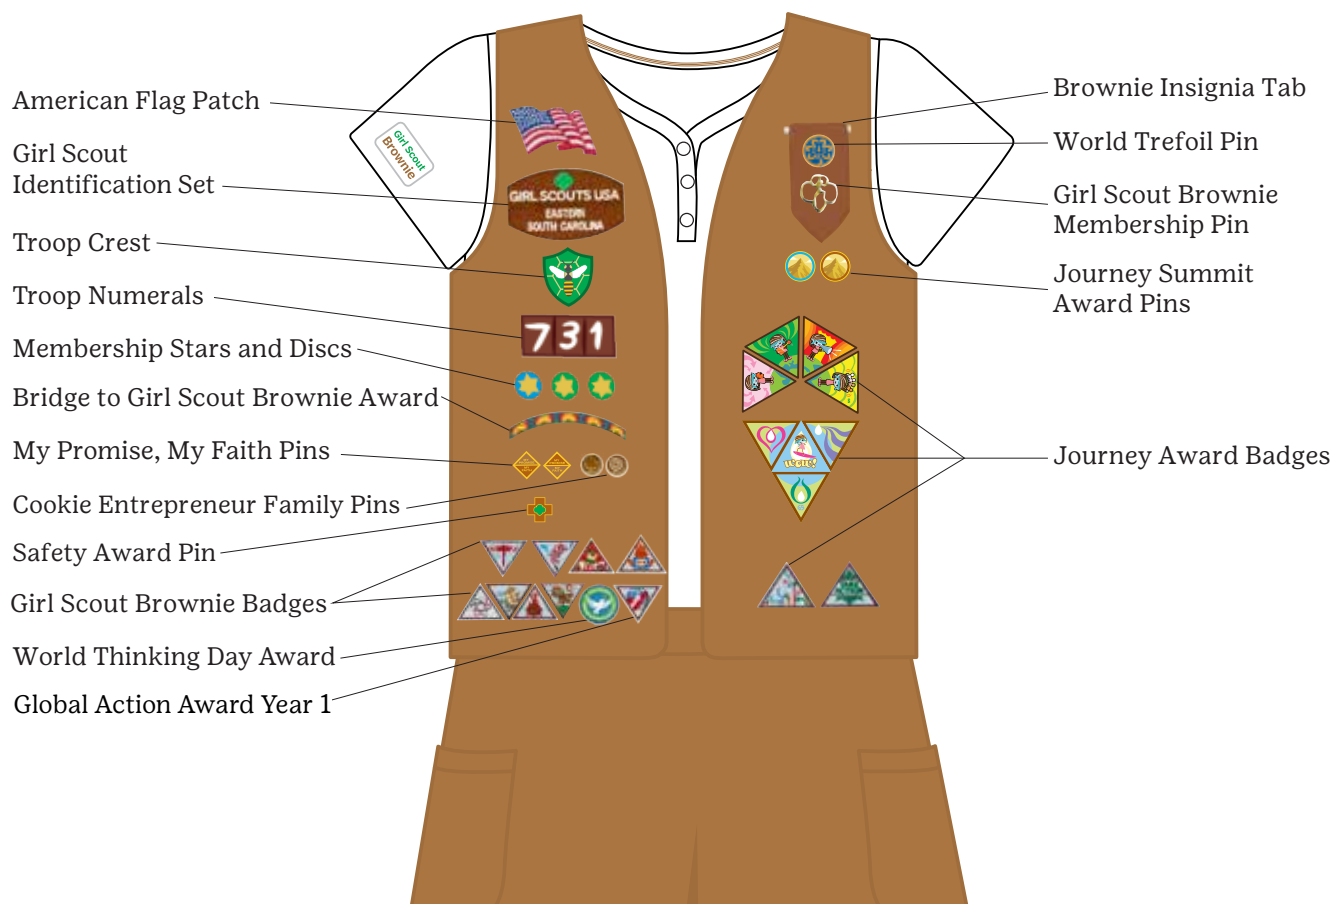 American Flag Patch
Girl Scout
Identification Set
Troop Crest
Troop Numerals
Membership Stars and Discs
Bridge to Girl Scout Brownie Award
My Promise, My Faith Pins
Cookie Entrepreneur Family Pins
Safety Award Pin
Girl Scout Brownie Badges
World Thinking Day Award
Global Action Award Year 1
Girl Scout
Brownie
GIRL SCOUTS USA
EASTERN
SOUTH CAROLINA
731
wow!
Brownie Insignia Tab
World Trefoil Pin
Girl Scout Brownie
Membership Pin
Journey Summit
Award Pins
Journey Award Badges